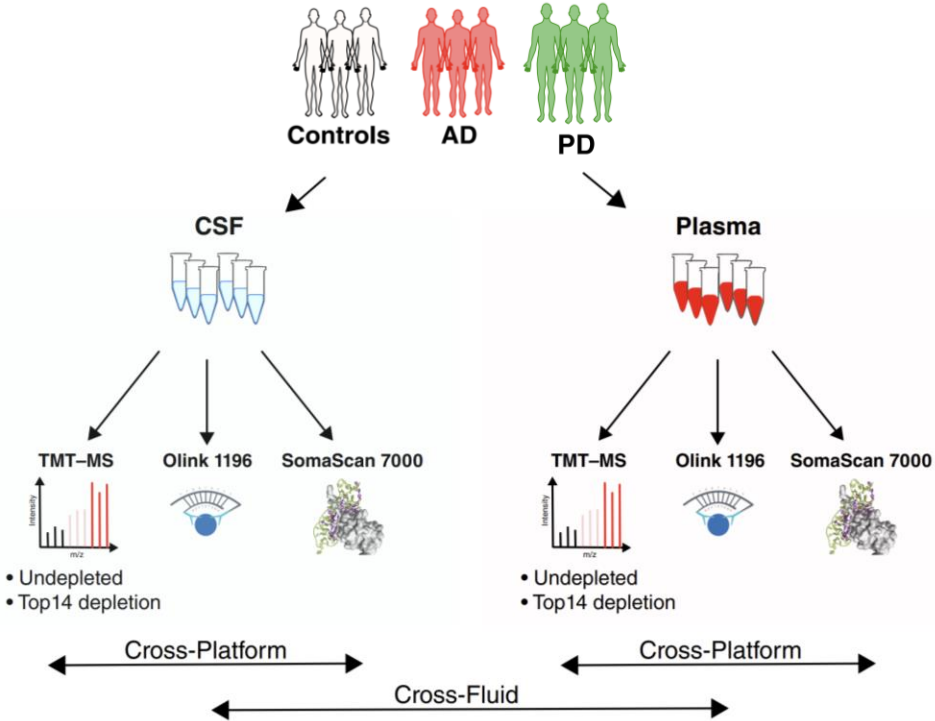 Controls AD PD
CSF Plasma
TMT–MS Olink 1196 SomaScan 7000 TMT–MS Olink 1196 SomaScan 7000
Intensity Intensity
m/z m/z
• Undepleted • Undepleted
• Top14 depletion • Top14 depletion
Cross-Platform Cross-Platform
Cross-Fluid